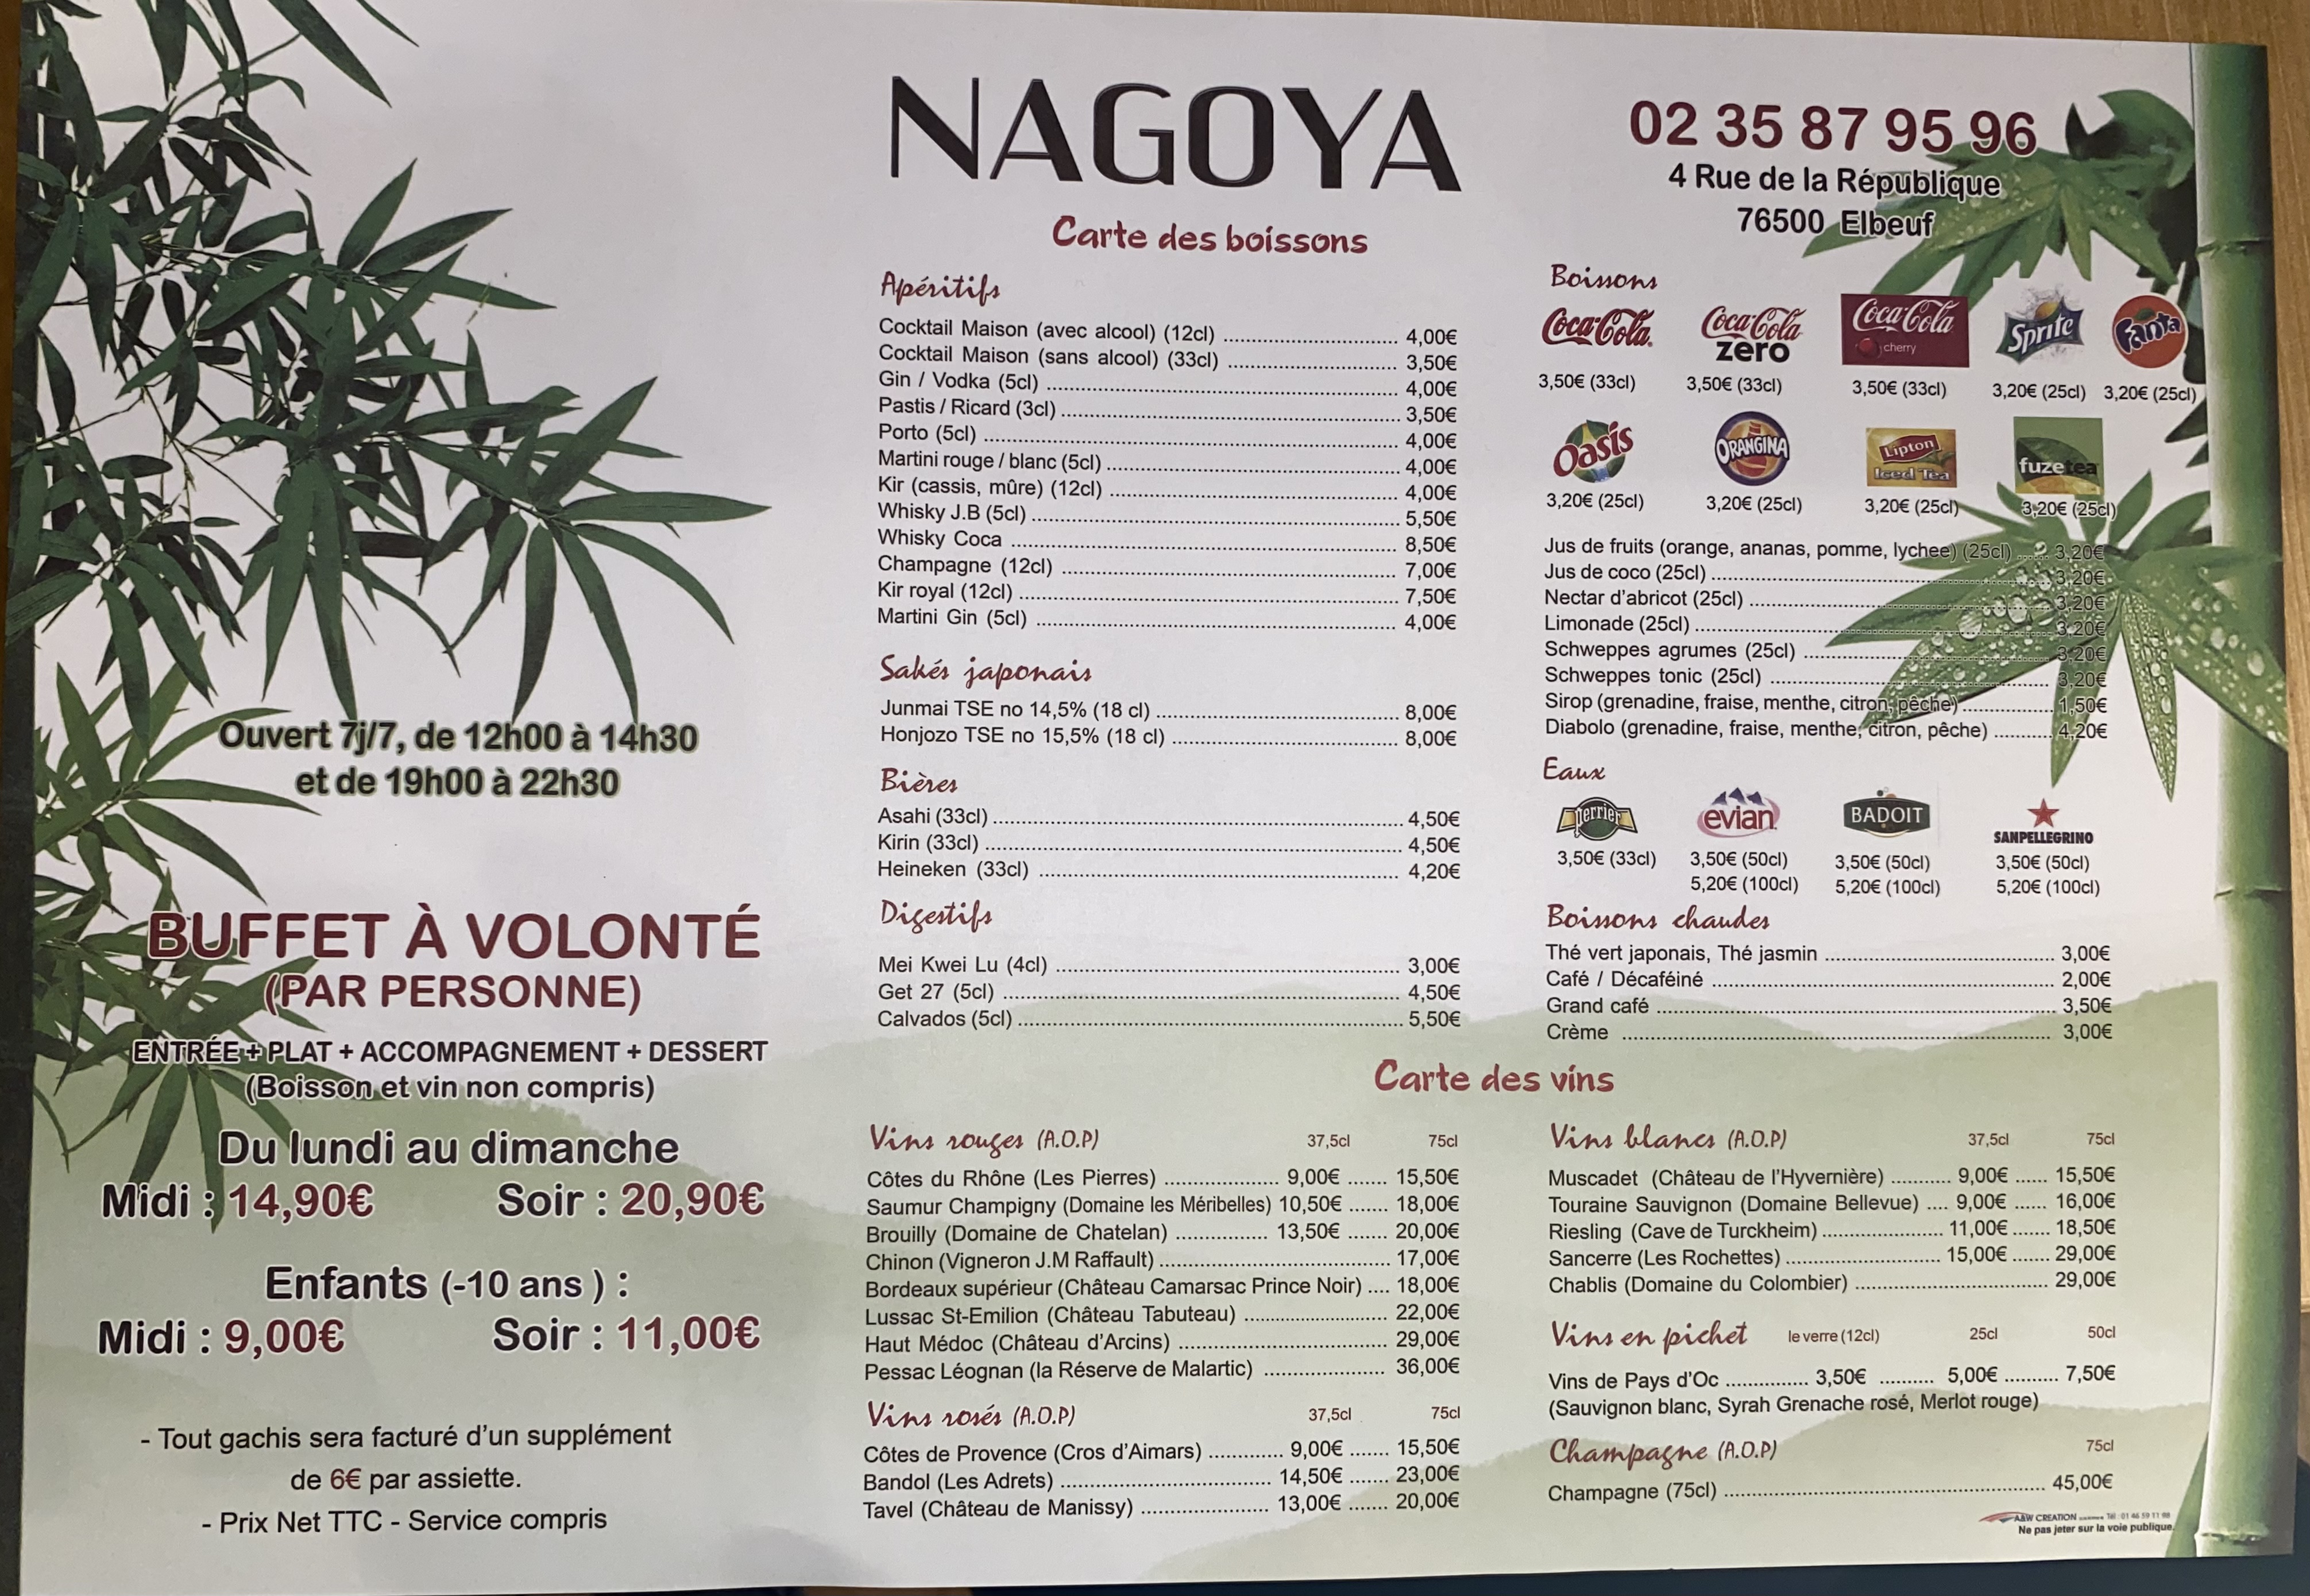 NAGOYA
02 35 87 95 96
4 Rue de la République
76500 Elbeuf
Ouvert 7j/7, de 12h00 à 14h30
et de 19h00 à 22h30
BUFFET À VOLONTÉ
(PAR PERSONNE)
ENTRÉE + PLAT + ACCOMPAGNEMENT + DESSERT
(Boisson et vin non compris)
Du lundi au dimanche
Midi : 14,90€ Soir : 20,90€
Enfants (-10 ans ) :
Midi : 9,00€ Soir : 11,00€
- Tout gachis sera facturé d'un supplément
de 6€ par assiette.
- Prix Net TTC - Service compris
Carte des boissons
Apéritifs
Cocktail Maison (avec alcool) (12cl) 4,00€
Cocktail Maison (sans alcool) (33cl) 3,50€
Gin / Vodka (5cl) 4,00€
Pastis / Ricard (3cl) 3,50€
Porto (5cl) 4,00€
Martini rouge / blanc (5cl) 4,00€
Kir (cassis, mûre) (12cl) 4,00€
Whisky J.B (5cl) 5,50€
Whisky Coca 8,50€
Champagne (12cl) 7,00€
Kir royal (12cl) 7,50€
Martini Gin (5cl) 4,00€
Sakés japonais
Junmai TSE no 14,5% (18 cl) 8,00€
Honjozo TSE no 15,5% (18 cl) 8,00€
Bières
Asahi (33cl) 4,50€
Kirin (33cl) 4,50€
Heineken (33cl) 4,20€
Digestifs
Mei Kwei Lu (4cl) 3,00€
Get 27 (5cl) 4,50€
Calvados (5cl) 5,50€
Boissons
Coca-Cola Coca-Cola zero Coca-Cola cherry Sprite Fanta
3,50€ (33cl) 3,50€ (33cl) 3,50€ (33cl) 3,20€ (25cl) 3,20€ (25cl)
Oasis ORANGINA Lipton Iced Tea fuzetea
3,20€ (25cl) 3,20€ (25cl) 3,20€ (25cl) 3,20€ (25cl)
Jus de fruits (orange, ananas, pomme, lychee) (25cl) 3,20€
Jus de coco (25cl) 3,20€
Nectar d'abricot (25cl) 3,20€
Limonade (25cl) 3,20€
Schweppes agrumes (25cl) 3,20€
Schweppes tonic (25cl) 3,20€
Sirop (grenadine, fraise, menthe, citron, pêche) 1,50€
Diabolo (grenadine, fraise, menthe, citron, pêche) 4,20€
Eaux
perrier evian BADOIT SANPELLEGRINO
3,50€ (33cl) 3,50€ (50cl) 3,50€ (50cl) 3,50€ (50cl)
5,20€ (100cl) 5,20€ (100cl) 5,20€ (100cl)
Boissons chaudes
Thé vert japonais, Thé jasmin 3,00€
Café / Décaféiné 2,00€
Grand café 3,50€
Crème 3,00€
Carte des vins
Vins rouges (A.O.P) 37,5cl 75cl
Côtes du Rhône (Les Pierres) 9,00€ 15,50€
Saumur Champigny (Domaine les Méribelles) 10,50€ 18,00€
Brouilly (Domaine de Chatelan) 13,50€ 20,00€
Chinon (Vigneron J.M Raffault) 17,00€
Bordeaux supérieur (Château Camarsac Prince Noir) 18,00€
Lussac St-Emilion (Château Tabuteau) 22,00€
Haut Médoc (Château d'Arcins) 29,00€
Pessac Léognan (la Réserve de Malartic) 36,00€
Vins rosés (A.O.P) 37,5cl 75cl
Côtes de Provence (Cros d'Aimars) 9,00€ 15,50€
Bandol (Les Adrets) 14,50€ 23,00€
Tavel (Château de Manissy) 13,00€ 20,00€
Vins blancs (A.O.P) 37,5cl 75cl
Muscadet (Château de l'Hyvernière) 9,00€ 15,50€
Touraine Sauvignon (Domaine Bellevue) 9,00€ 16,00€
Riesling (Cave de Turckheim) 11,00€ 18,50€
Sancerre (Les Rochettes) 15,00€ 29,00€
Chablis (Domaine du Colombier) 29,00€
Vins en pichet le verre (12cl) 25cl 50cl
Vins de Pays d'Oc 3,50€ 5,00€ 7,50€
(Sauvignon blanc, Syrah Grenache rosé, Merlot rouge)
Champagne (A.O.P) 75cl
Champagne (75cl) 45,00€
A&W CREATION Tél : 01 46 59 11 88
Ne pas jeter sur la voie publique.